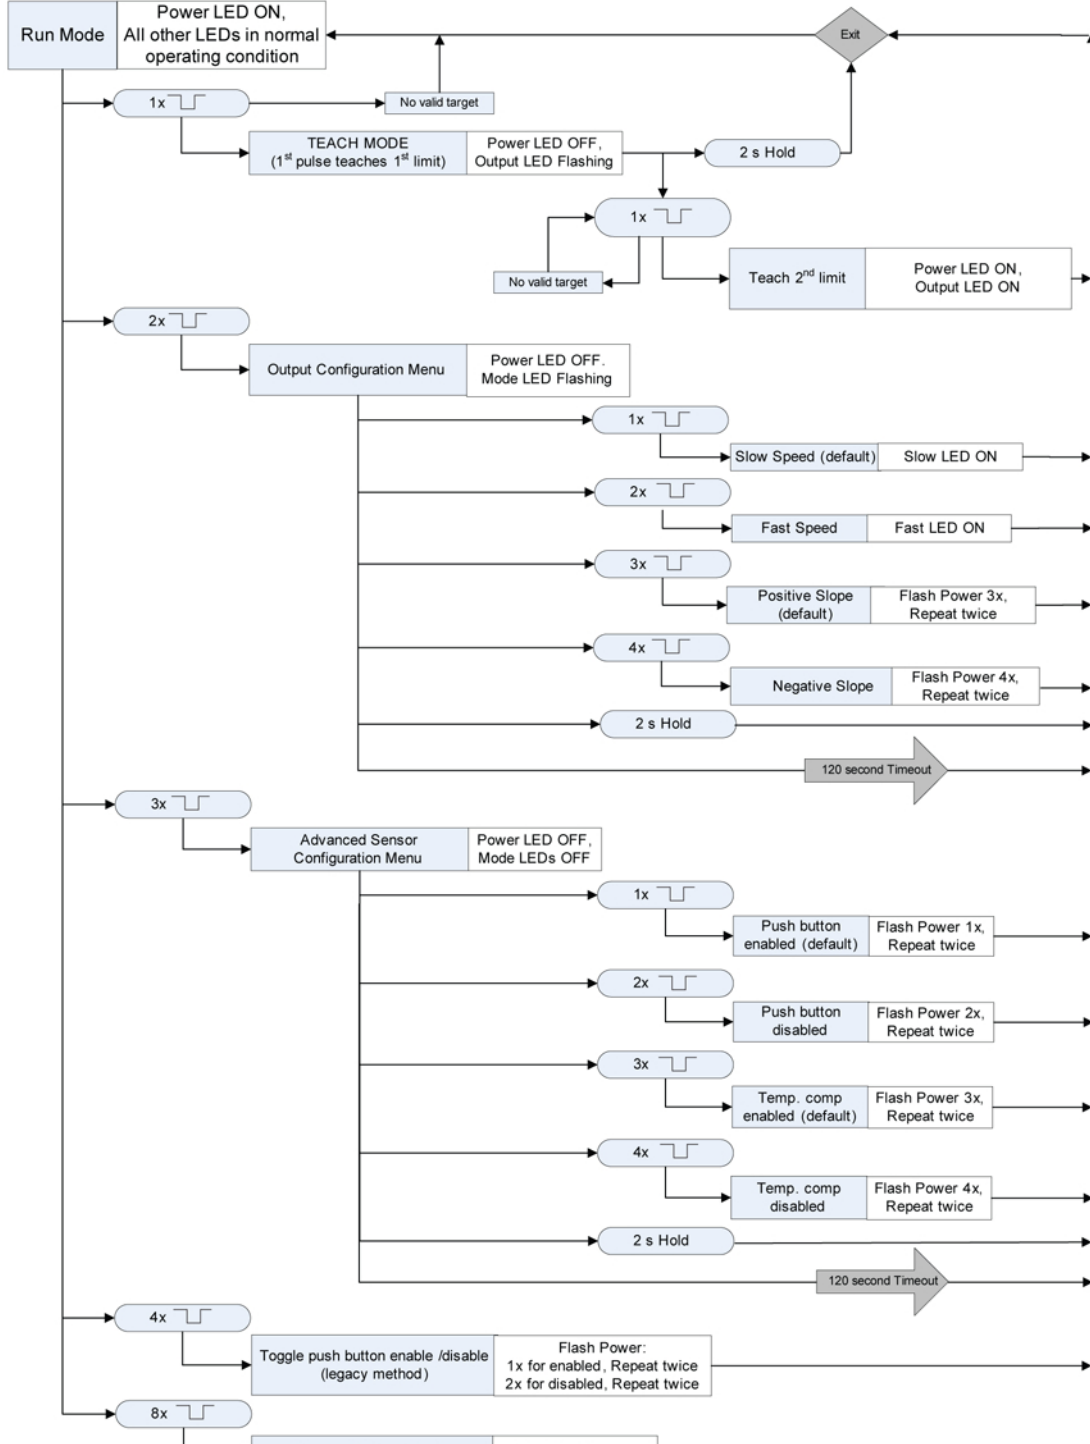 Run Mode
Power LED ON,
All other LEDs in normal
operating condition
Exit
1x
No valid target
TEACH MODE
(1st pulse teaches 1st limit)
Power LED OFF,
Output LED Flashing
2 s Hold
1x
No valid target
Teach 2nd limit
Power LED ON,
Output LED ON
2x
Output Configuration Menu
Power LED OFF.
Mode LED Flashing
1x
Slow Speed (default)
Slow LED ON
2x
Fast Speed
Fast LED ON
3x
Positive Slope
(default)
Flash Power 3x,
Repeat twice
4x
Negative Slope
Flash Power 4x,
Repeat twice
2 s Hold
120 second Timeout
3x
Advanced Sensor
Configuration Menu
Power LED OFF,
Mode LEDs OFF
1x
Push button
enabled (default)
Flash Power 1x,
Repeat twice
2x
Push button
disabled
Flash Power 2x,
Repeat twice
3x
Temp. comp
enabled (default)
Flash Power 3x,
Repeat twice
4x
Temp. comp
disabled
Flash Power 4x,
Repeat twice
2 s Hold
120 second Timeout
4x
Toggle push button enable /disable
(legacy method)
Flash Power:
1x for enabled, Repeat twice
2x for disabled, Repeat twice
8x